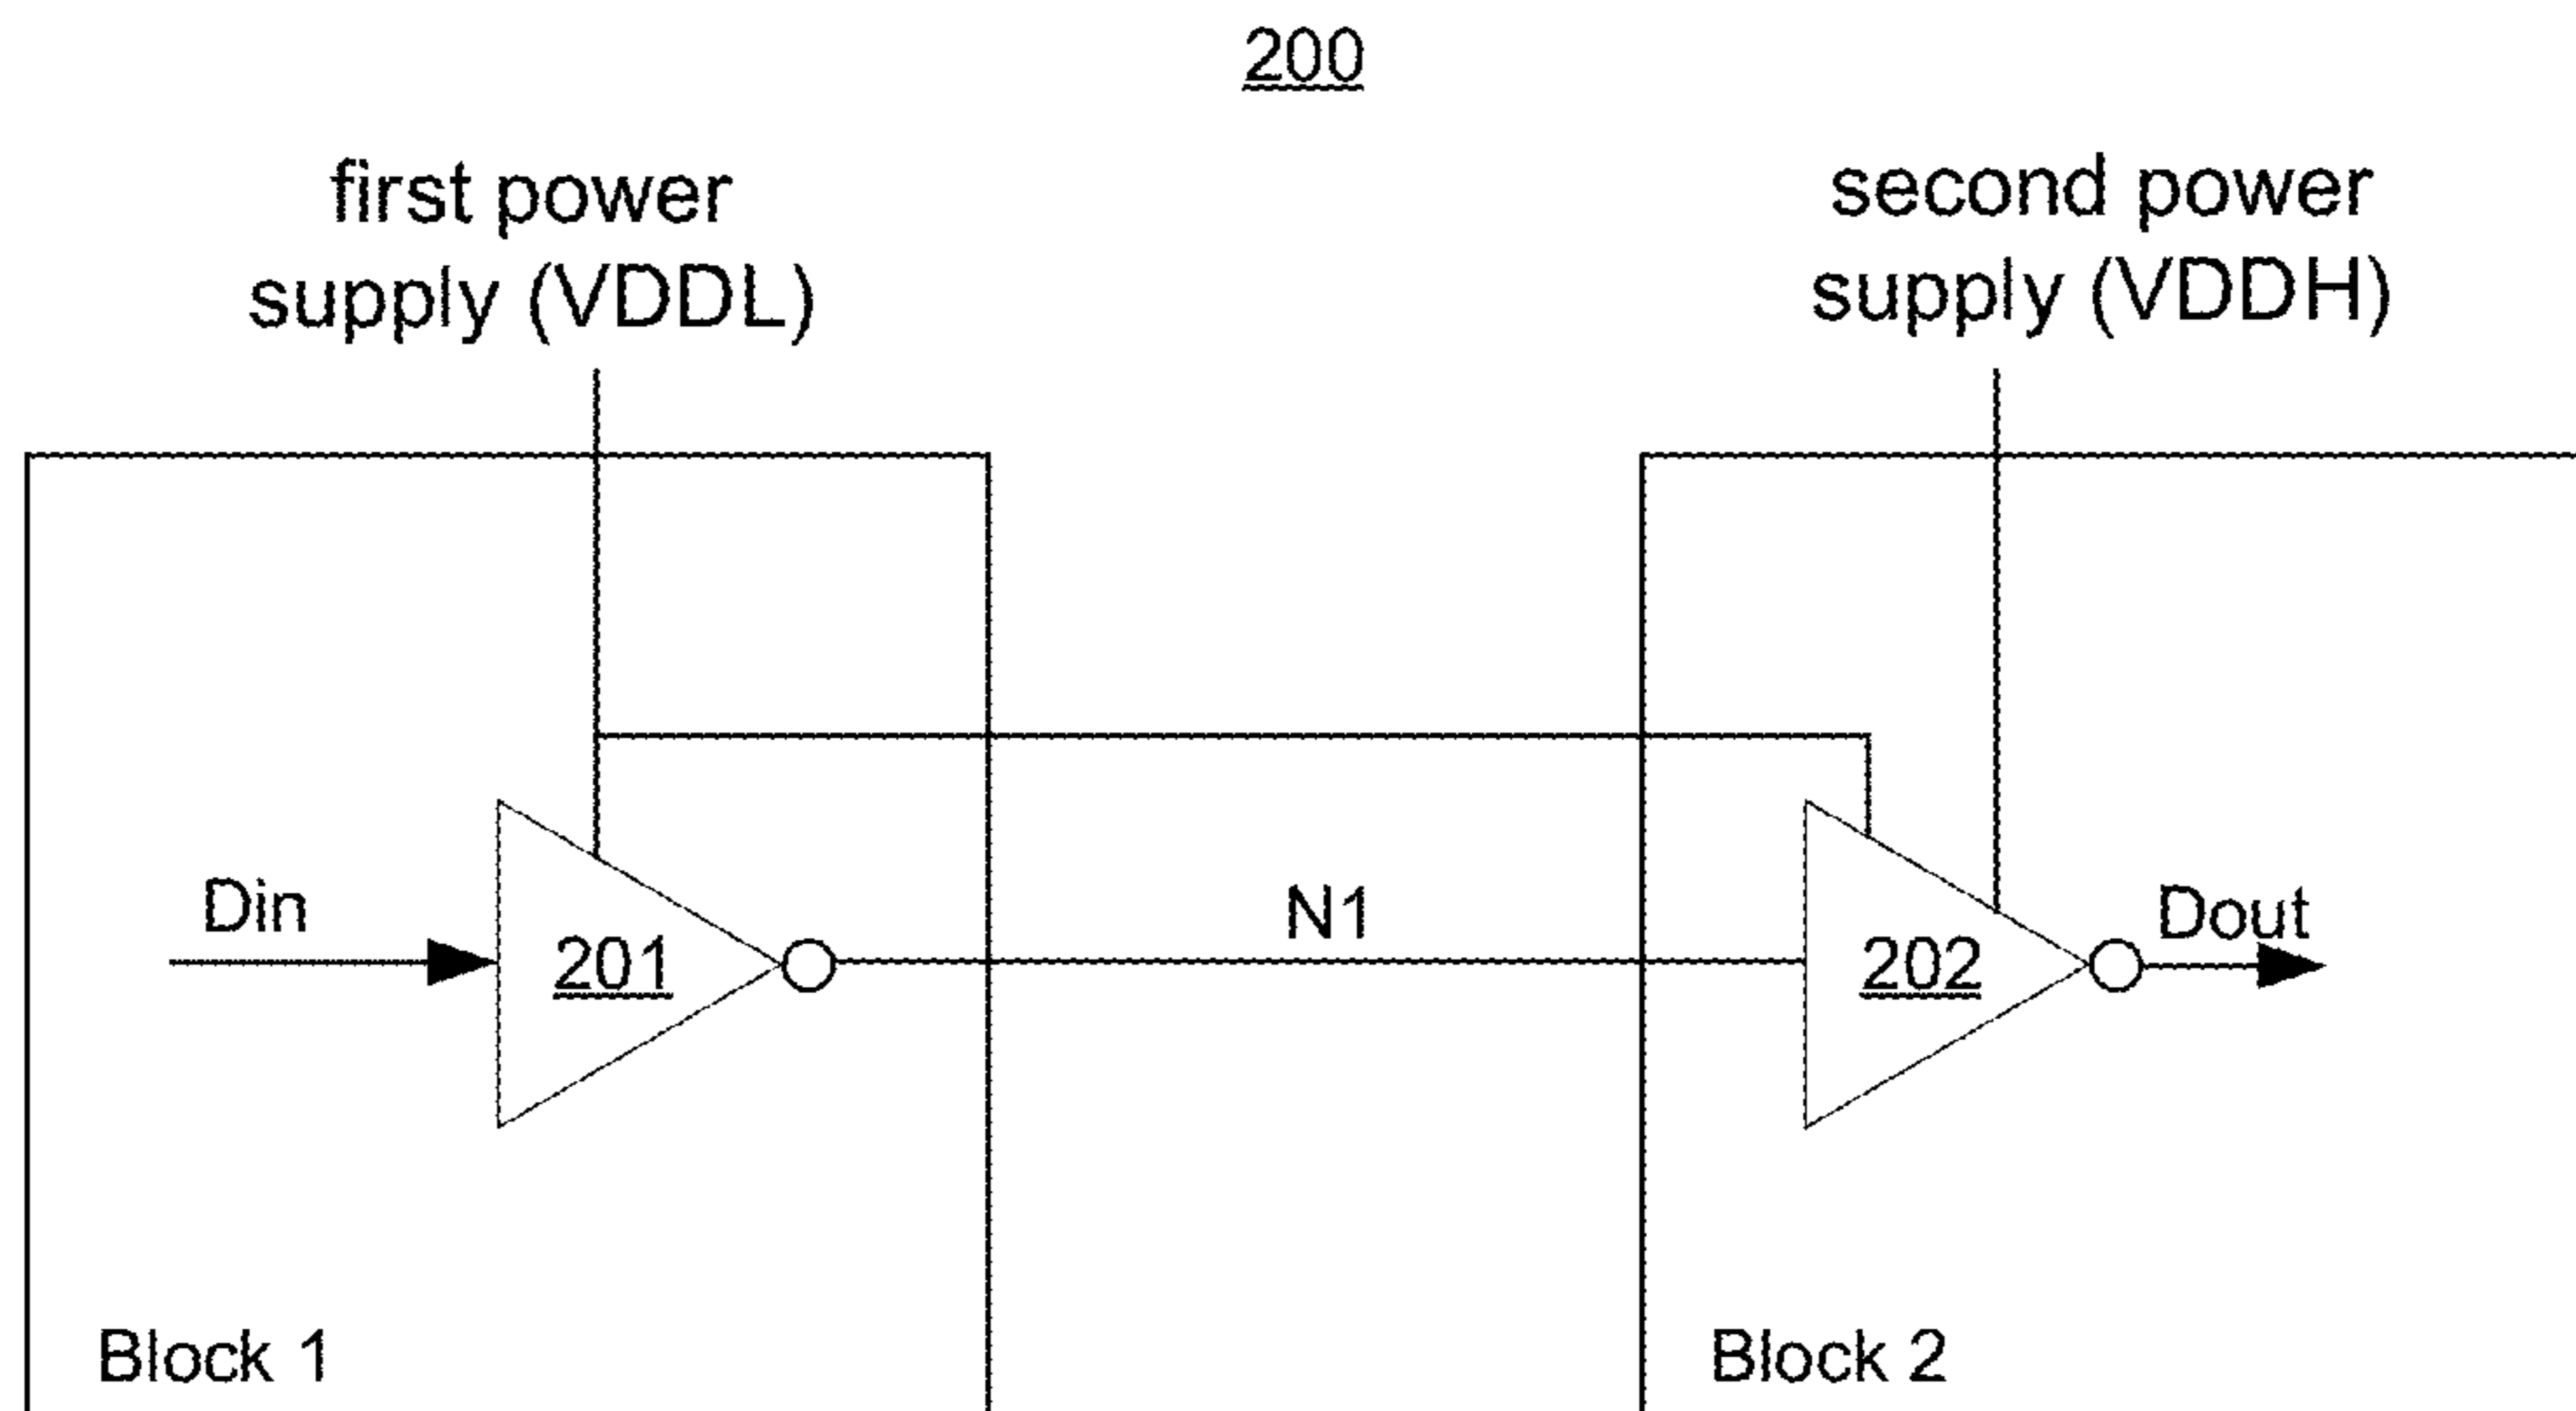 200
first power
supply (VDDL)
second power
supply (VDDH)
Din
201
N1
202
Dout
Block 1
Block 2